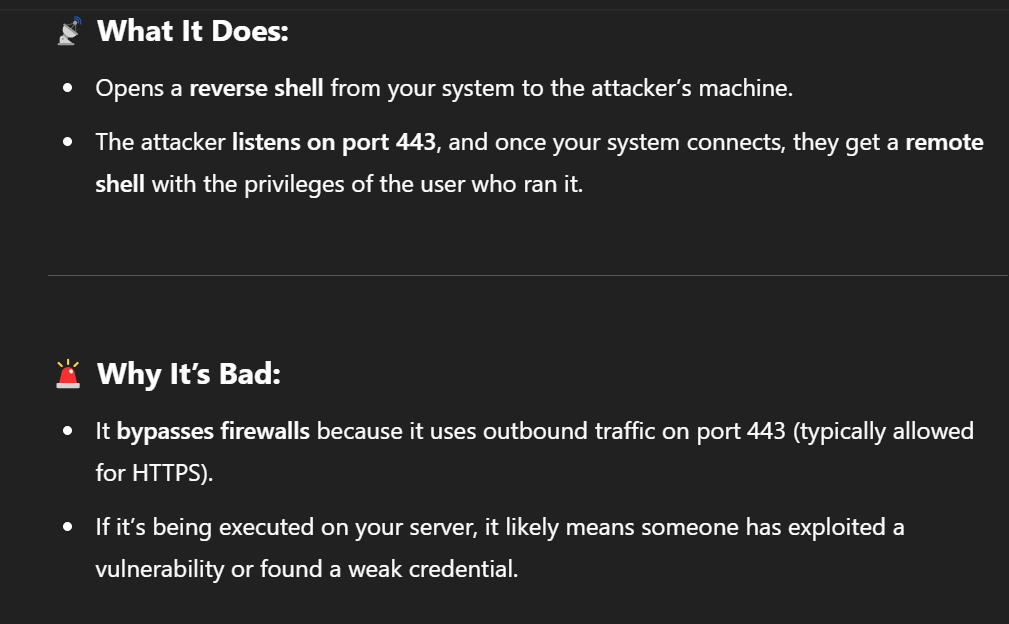 📡 What It Does:
• Opens a reverse shell from your system to the attacker’s machine.
• The attacker listens on port 443, and once your system connects, they get a remote
shell with the privileges of the user who ran it.
🚨 Why It’s Bad:
• It bypasses firewalls because it uses outbound traffic on port 443 (typically allowed
for HTTPS).
• If it’s being executed on your server, it likely means someone has exploited a
vulnerability or found a weak credential.